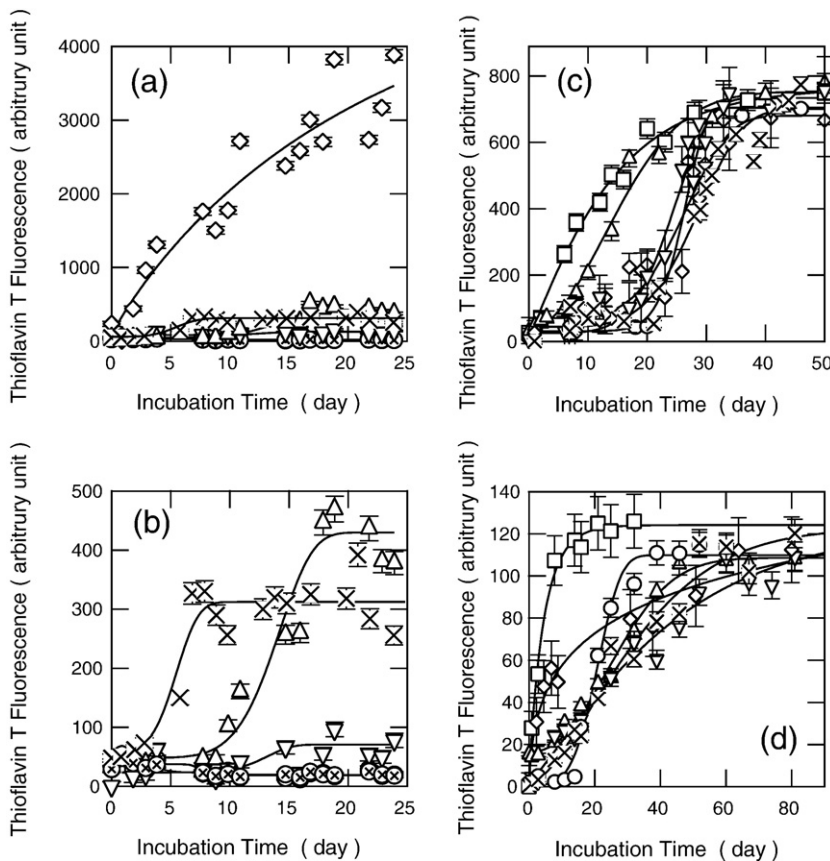 Thioflavin T Fluorescence ( arbitrury unit )
4000
3000
2000
1000
0
(a)
0 5 10 15 20 25
Incubation Time ( day )
Thioflavin T Fluorescence ( arbitrury unit )
800
600
400
200
0
(c)
0 10 20 30 40 50
Incubation Time ( day )
Thioflavin T Fluorescence ( arbitrury unit )
500
400
300
200
100
0
(b)
0 5 10 15 20 25
Incubation Time ( day )
Thioflavin T Fluorescence ( arbitrury unit )
140
120
100
80
60
40
20
0
(d)
0 20 40 60 80
Incubation Time ( day )